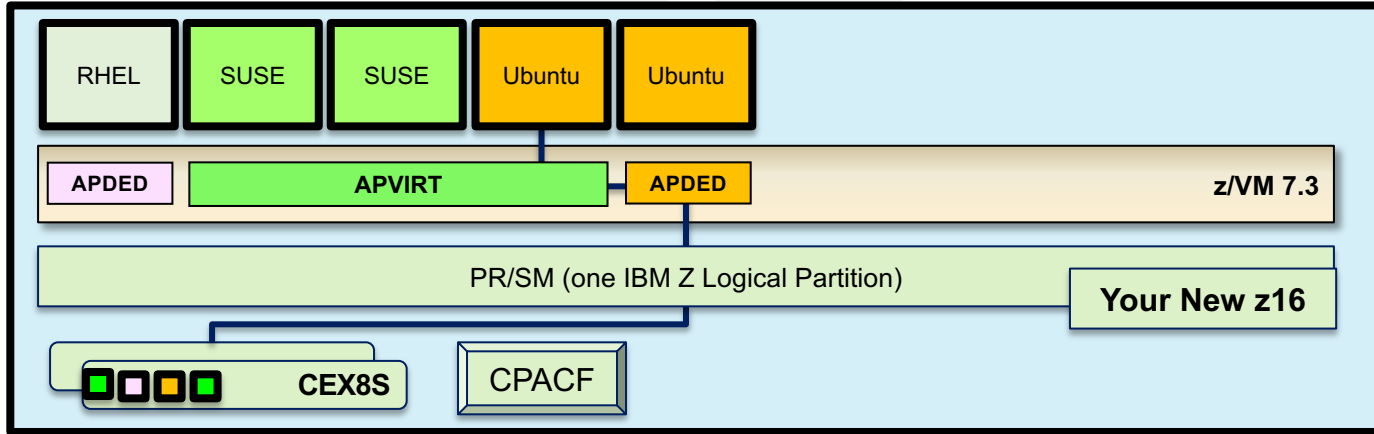 RHEL
SUSE
SUSE
Ubuntu
Ubuntu
APDED
APVIRT
APDED
z/VM 7.3
PR/SM (one IBM Z Logical Partition)
Your New z16
CEX8S
CPACF